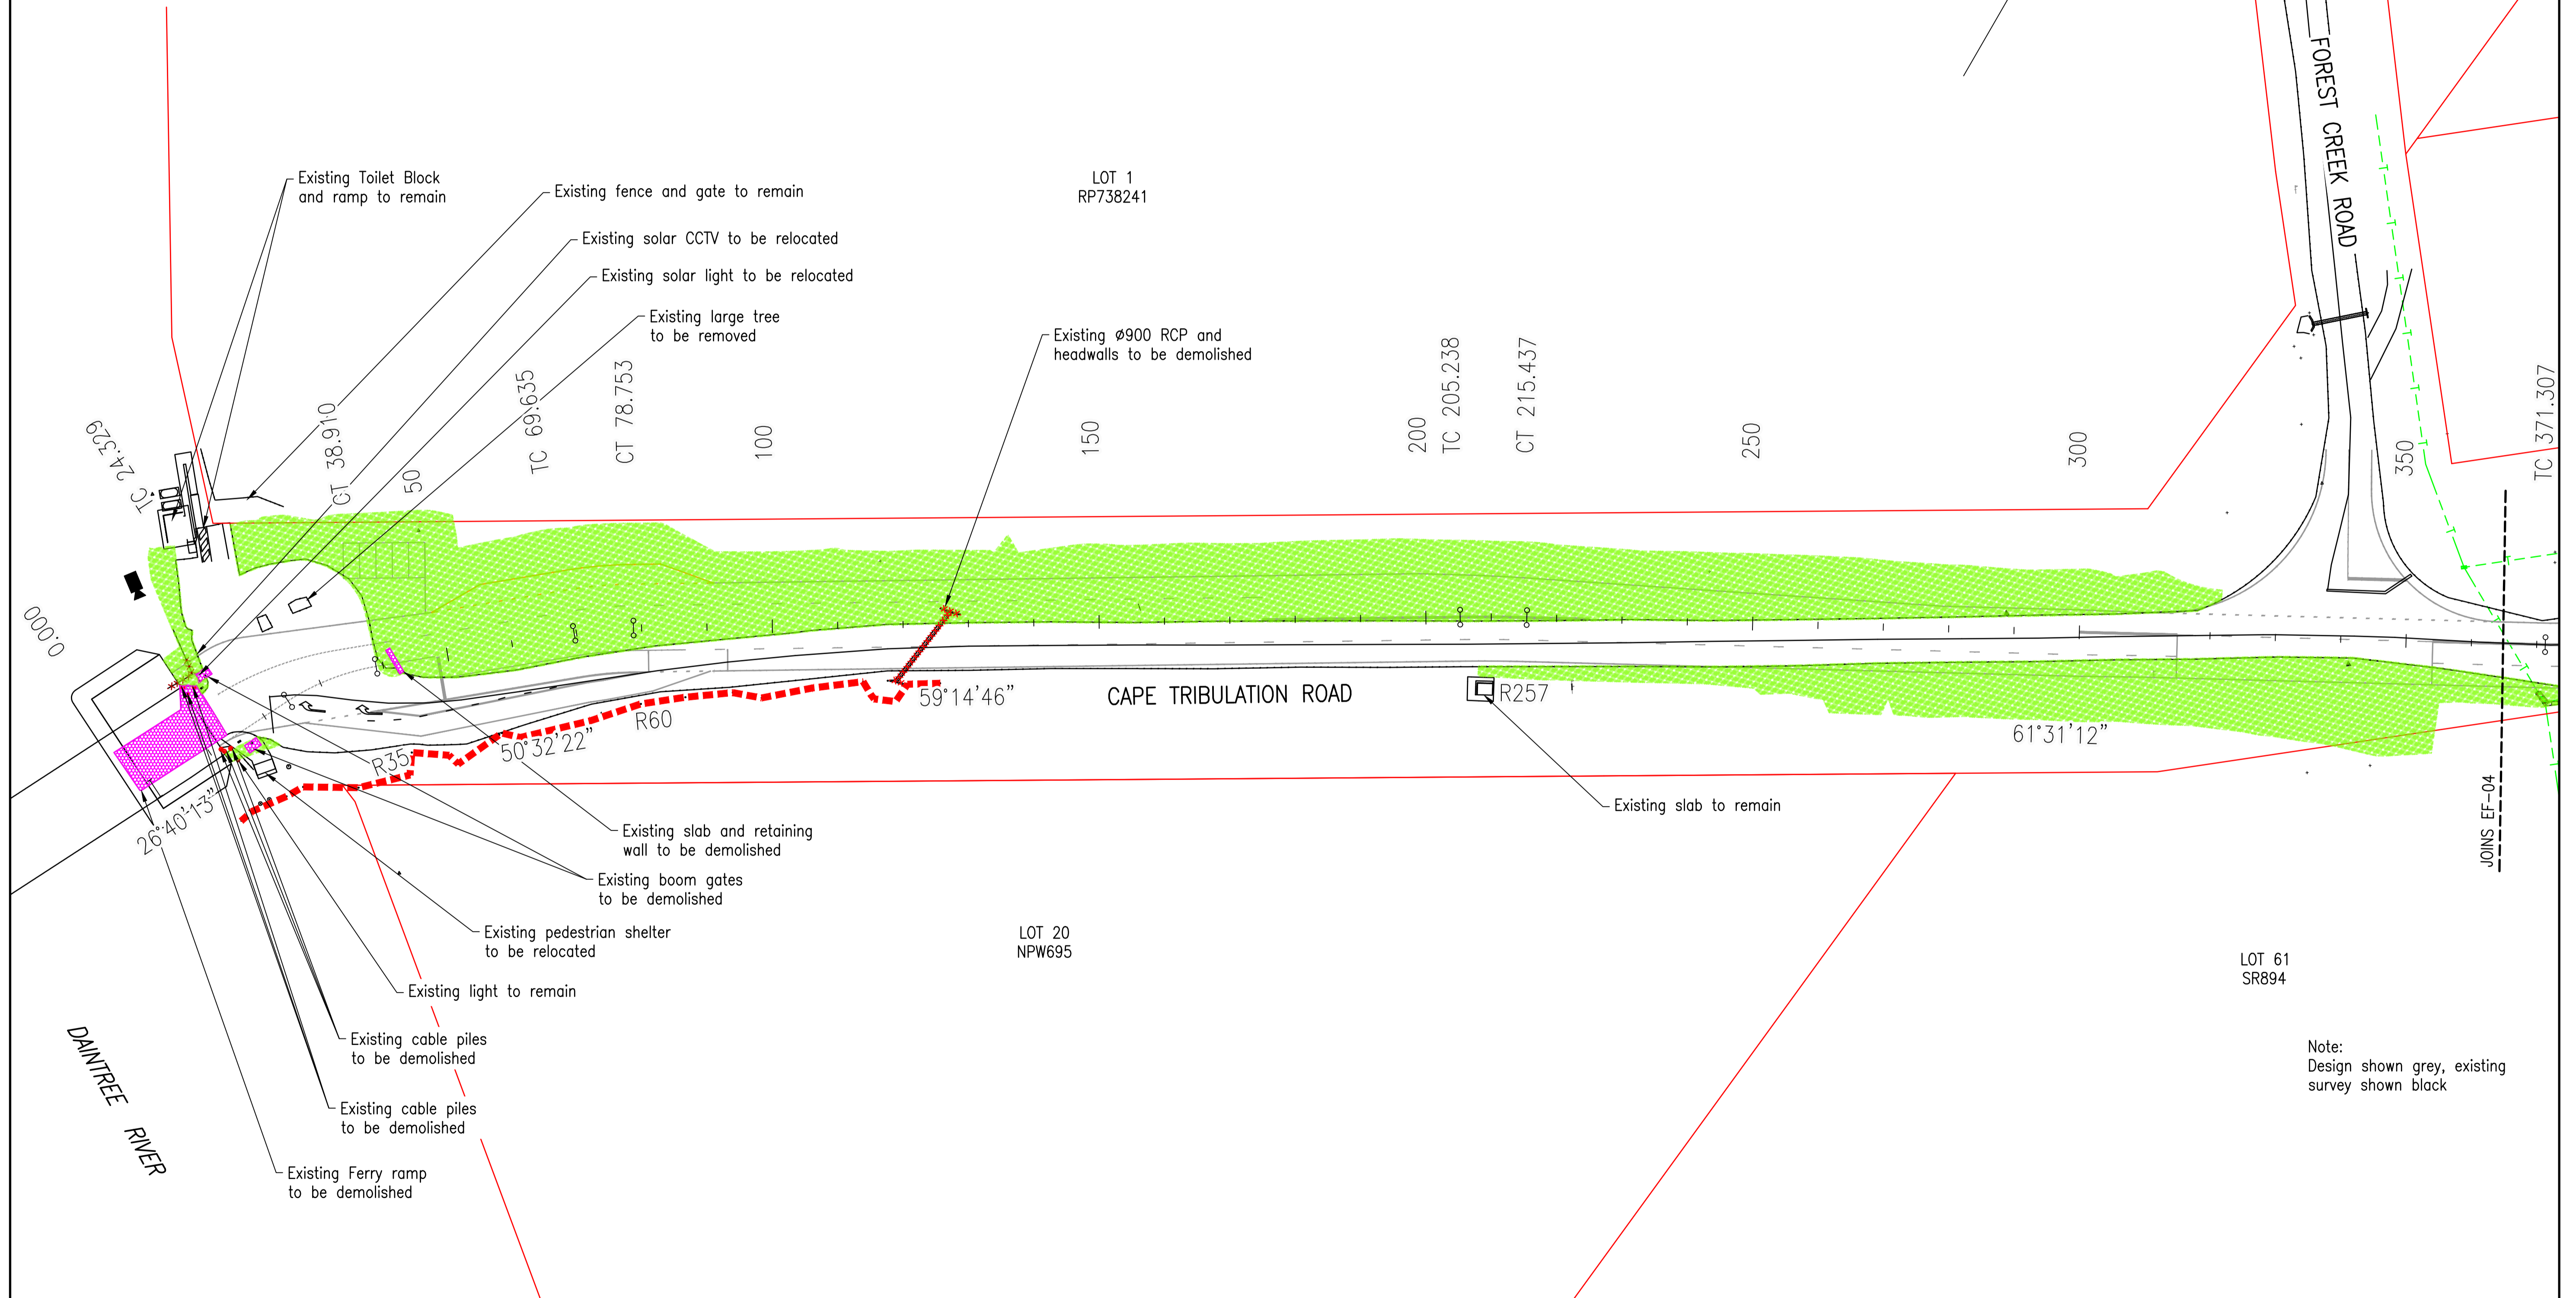 FOREST CREEK ROAD
Existing Toilet Block
and ramp to remain
Existing fence and gate to remain
Existing solar CCTV to be relocated
Existing solar light to be relocated
Existing large tree
to be removed
LOT 1
RP738241
Existing Ø900 RCP and
headwalls to be demolished
0.000
TC 24.329
CT 38.910
50
TC 69.635
CT 78.753
100
150
200
TC 205.238
CT 215.437
250
300
350
TC 371.307
26°40'13"
R35
50°32'22"
R60
59°14'46"
CAPE TRIBULATION ROAD
R257
61°31'12"
JOINS EF-04
Existing slab to remain
Existing slab and retaining
wall to be demolished
Existing boom gates
to be demolished
Existing pedestrian shelter
to be relocated
Existing light to remain
Existing cable piles
to be demolished
Existing cable piles
to be demolished
Existing Ferry ramp
to be demolished
DAINTREE RIVER
LOT 20
NPW695
LOT 61
SR894
Note:
Design shown grey, existing
survey shown black